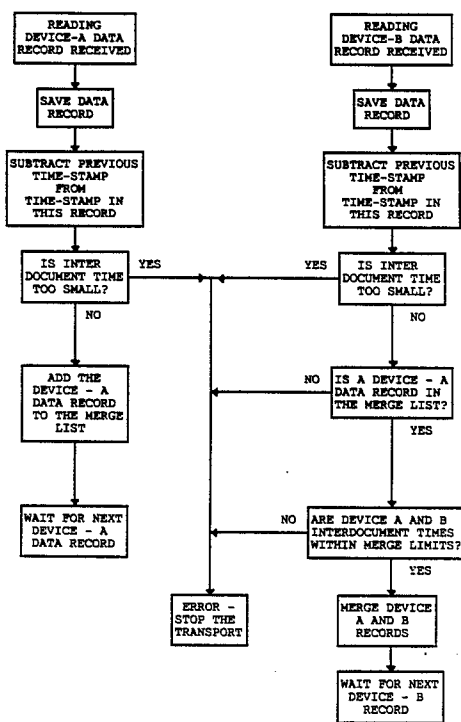 READING
DEVICE-A DATA
RECORD RECEIVED
SAVE DATA
RECORD
SUBTRACT PREVIOUS
TIME-STAMP
FROM
TIME-STAMP IN
THIS RECORD
IS INTER
DOCUMENT TIME
TOO SMALL?
YES
NO
ADD THE
DEVICE - A
DATA RECORD
TO THE MERGE
LIST
WAIT FOR NEXT
DEVICE - A
DATA RECORD
READING
DEVICE-B DATA
RECORD RECEIVED
SAVE DATA
RECORD
SUBTRACT PREVIOUS
TIME-STAMP
FROM
TIME-STAMP IN
THIS RECORD
YES
IS INTER
DOCUMENT TIME
TOO SMALL?
NO
NO
IS A DEVICE - A
DATA RECORD IN
THE MERGE LIST?
YES
NO
ARE DEVICE A AND B
INTERDOCUMENT TIMES
WITHIN MERGE LIMITS?
YES
ERROR -
STOP THE
TRANSPORT
MERGE DEVICE
A AND B
RECORDS
WAIT FOR NEXT
DEVICE - B
RECORD